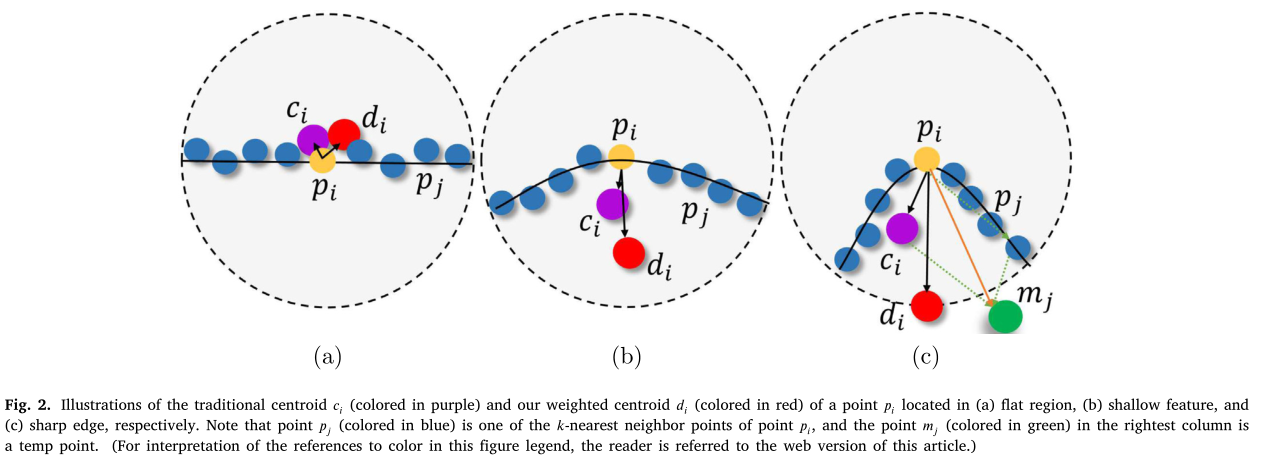 c_i
d_i
p_i
p_j
p_i
c_i
p_j
d_i
p_i
p_j
c_i
m_j
d_i
(a)
(b)
(c)
Fig. 2. Illustrations of the traditional centroid c_i (colored in purple) and our weighted centroid d_i (colored in red) of a point p_i located in (a) flat region, (b) shallow feature, and
(c) sharp edge, respectively. Note that point p_j (colored in blue) is one of the k-nearest neighbor points of point p_i, and the point m_j (colored in green) in the rightest column is
a temp point. (For interpretation of the references to color in this figure legend, the reader is referred to the web version of this article.)